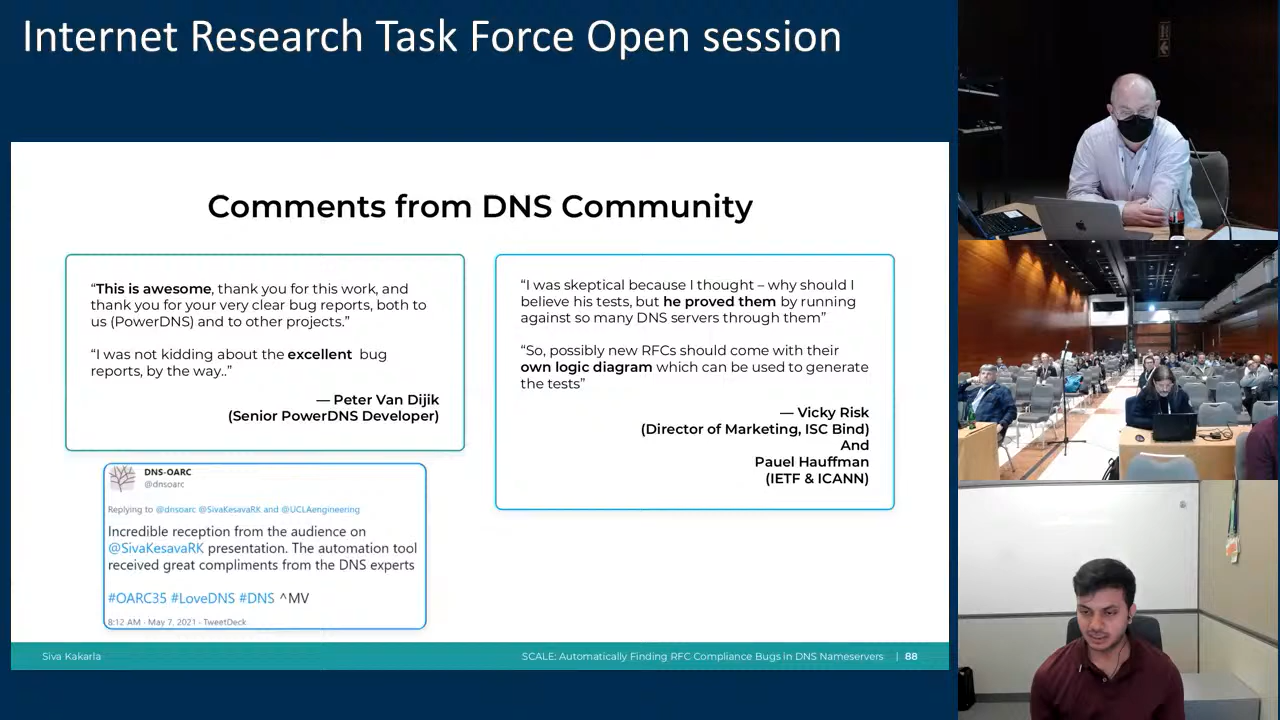 Internet Research Task Force Open session
Comments from DNS Community
“This is awesome, thank you for this work, and
thank you for your very clear bug reports, both to
us (PowerDNS) and to other projects.”
“I was not kidding about the excellent bug
reports, by the way..”
— Peter Van Dijik
(Senior PowerDNS Developer)
“I was skeptical because I thought – why should I
believe his tests, but he proved them by running
against so many DNS servers through them”
“So, possibly new RFCs should come with their
own logic diagram which can be used to generate
the tests”
— Vicky Risk
(Director of Marketing, ISC Bind)
And
Pauel Hauffman
(IETF & ICANN)
DNS-OARC
@dnsoarc
Replying to @dnsoarc @SivaKesavaRK and @UCLAengineering
Incredible reception from the audience on
@SivaKesavaRK presentation. The automation tool
received great compliments from the DNS experts
#OARC35 #LoveDNS #DNS ^MV
8:12 AM · May 7, 2021 · TweetDeck
Siva Kakarla
SCALE: Automatically Finding RFC Compliance Bugs in DNS Nameservers | 88